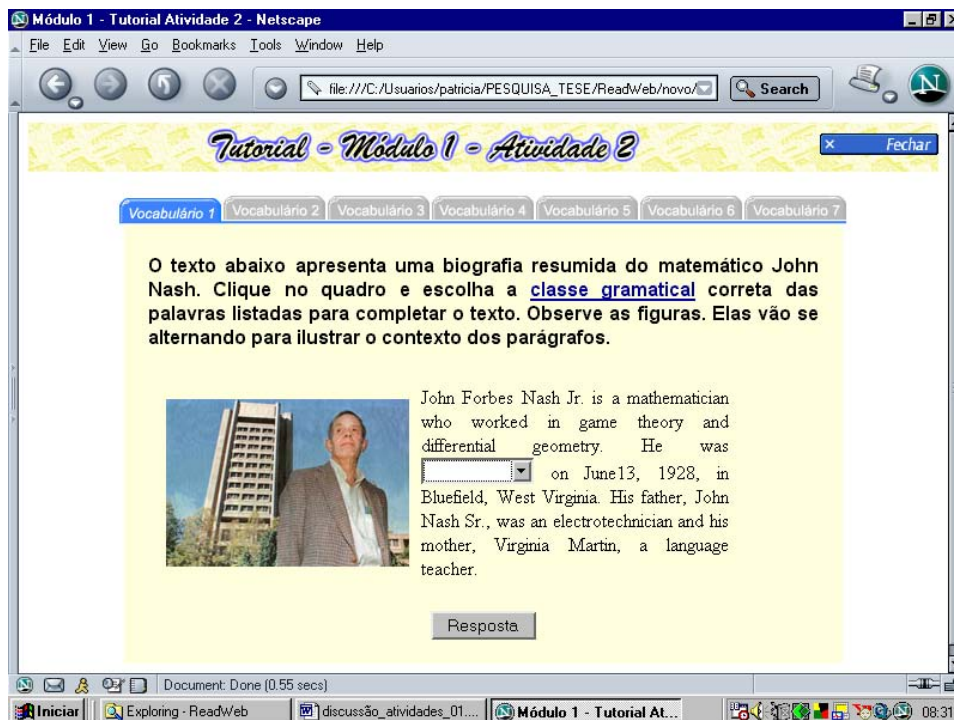 Módulo 1 - Tutorial Atividade 2 - Netscape
File Edit View Go Bookmarks Tools Window Help
file:///C:/Usuarios/patricia/PESQUISA_TESE/ReadWeb/novo/
Search
N
Tutorial - Módulo 1 - Atividade 2
× Fechar
Vocabulário 1 Vocabulário 2 Vocabulário 3 Vocabulário 4 Vocabulário 5 Vocabulário 6 Vocabulário 7
O texto abaixo apresenta uma biografia resumida do matemático John
Nash. Clique no quadro e escolha a classe gramatical correta das
palavras listadas para completar o texto. Observe as figuras. Elas vão se
alternando para ilustrar o contexto dos parágrafos.
John Forbes Nash Jr. is a mathematician
who worked in game theory and
differential geometry. He was
on June13, 1928, in
Bluefield, West Virginia. His father, John
Nash Sr., was an electrotechnician and his
mother, Virginia Martin, a language
teacher.
Resposta
Document: Done (0.55 secs)
Iniciar Exploring - ReadWeb discussão_atividades_01.... Módulo 1 - Tutorial At... 08:31